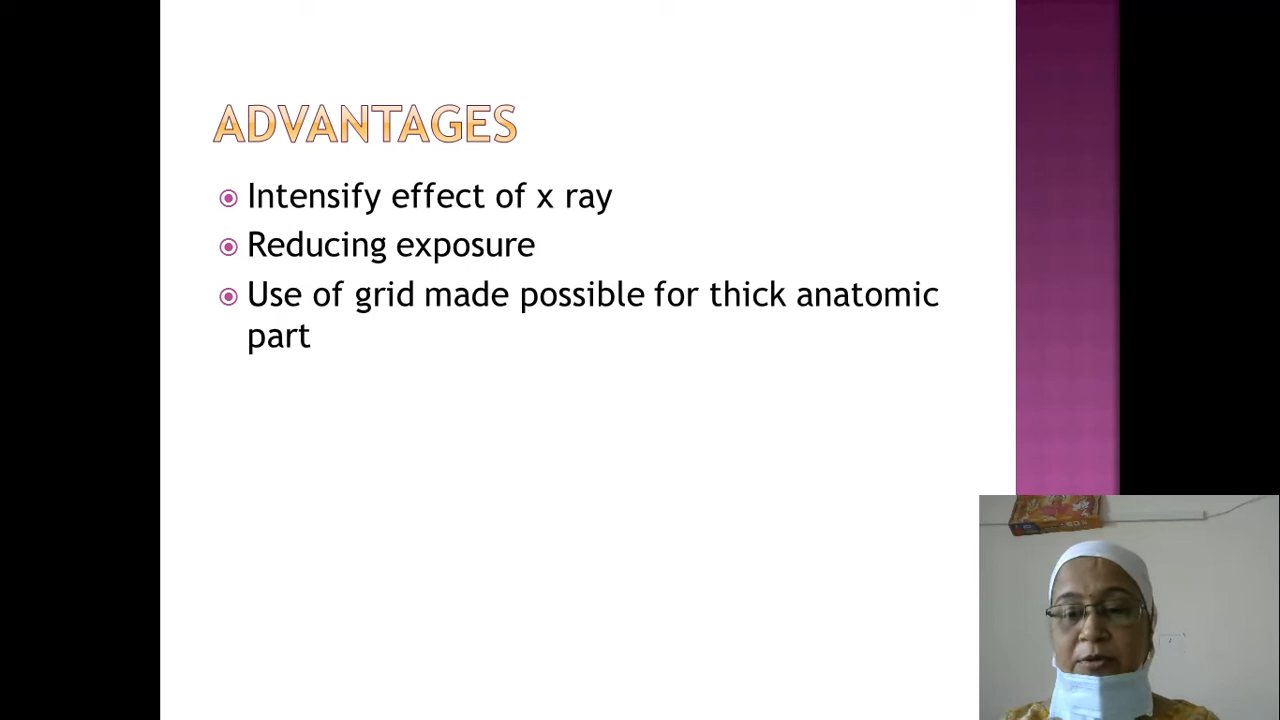 ADVANTAGES
Intensify effect of x ray
Reducing exposure
Use of grid made possible for thick anatomic
part